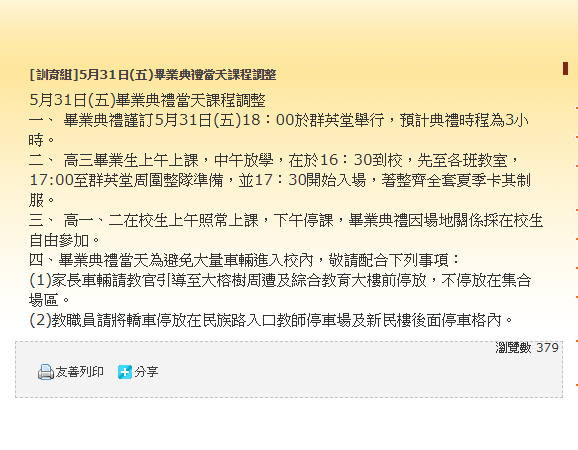 [訓育組]5月31日(五)畢業典禮當天課程調整
5月31日(五)畢業典禮當天課程調整
一、 畢業典禮謹訂5月31日(五)18：00於群英堂舉行，預計典禮時程為3小
時。
二、 高三畢業生上午上課，中午放學，在於16：30到校，先至各班教室，
17:00至群英堂周圍整隊準備，並17：30開始入場，著整齊全套夏季卡其制
服。
三、 高一、二在校生上午照常上課，下午停課，畢業典禮因場地關係採在校生
自由參加。
四、畢業典禮當天為避免大量車輛進入校內，敬請配合下列事項：
(1)家長車輛請教官引導至大榕樹周遭及綜合教育大樓前停放，不停放在集合
場區。
(2)教職員請將轎車停放在民族路入口教師停車場及新民樓後面停車格內。
瀏覽數 379
友善列印 分享